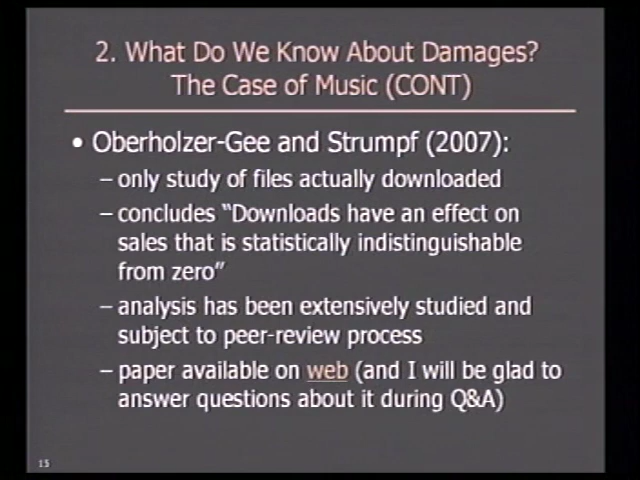 2. What Do We Know About Damages?
The Case of Music (CONT)
• Oberholzer-Gee and Strumpf (2007):
– only study of files actually downloaded
– concludes “Downloads have an effect on
sales that is statistically indistinguishable
from zero”
– analysis has been extensively studied and
subject to peer-review process
– paper available on web (and I will be glad to
answer questions about it during Q&A)
15